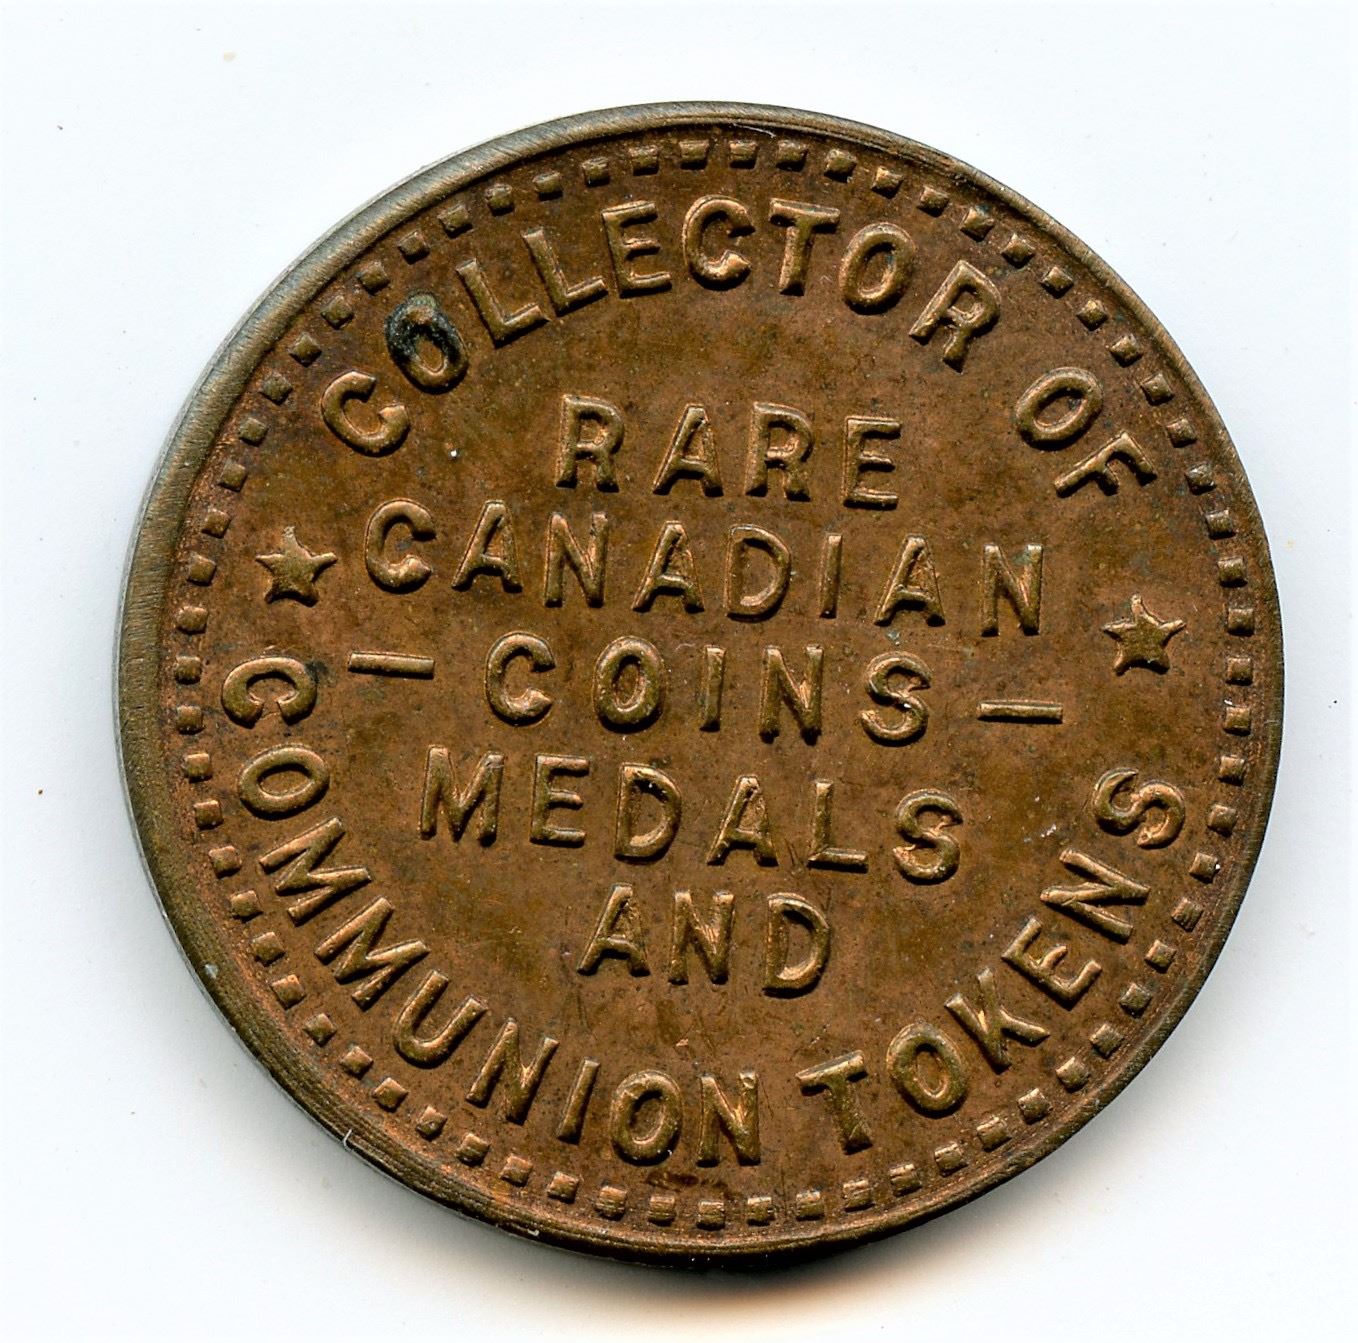 COLLECTOR OF
RARE
CANADIAN
— COINS —
MEDALS
AND
COMMUNION TOKENS